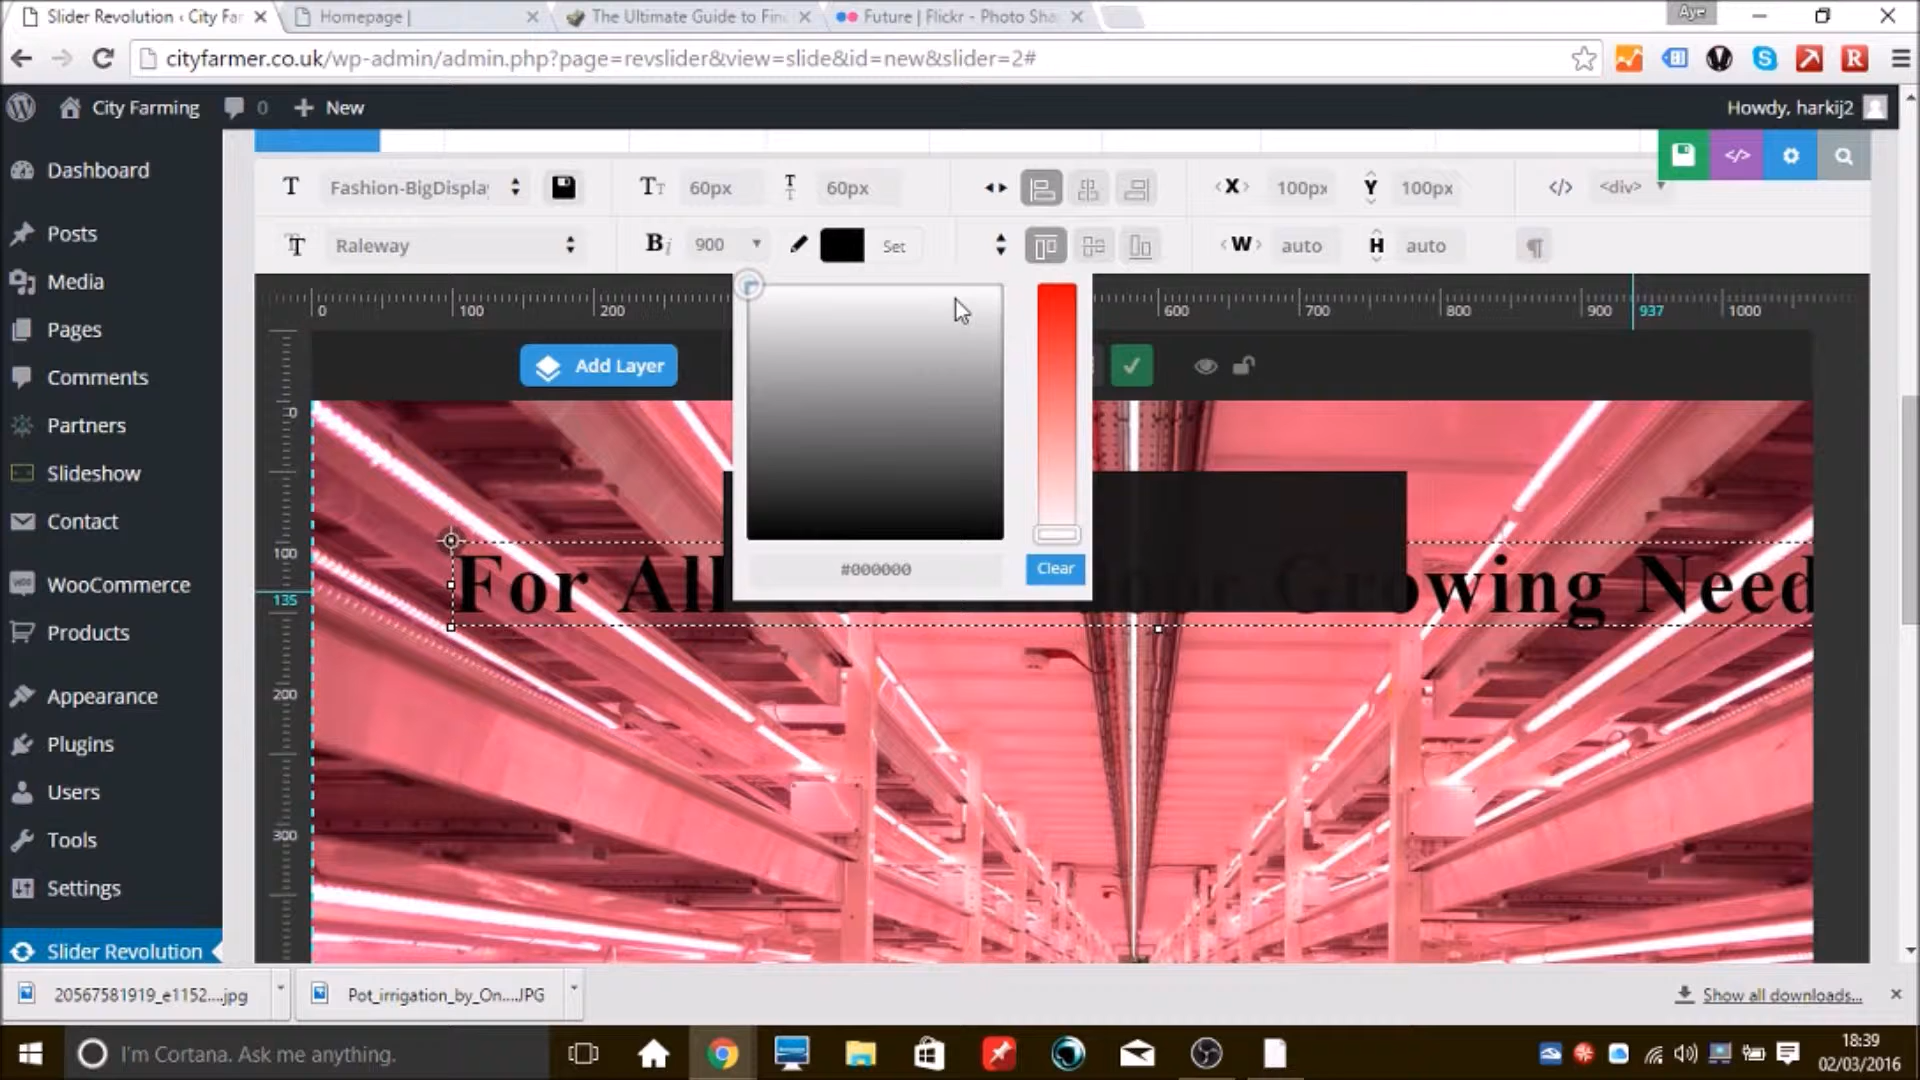 Slider Revolution ‹ City Far
Homepage |
The Ultimate Guide to Fin
Future | Flickr - Photo Sha
Aye
cityfarmer.co.uk/wp-admin/admin.php?page=revslider&view=slide&id=new&slider=2#
City Farming
0
New
Howdy, harkij2
Dashboard
Posts
Media
Pages
Comments
Partners
Slideshow
Contact
WooCommerce
Products
Appearance
Plugins
Users
Tools
Settings
Slider Revolution
Fashion-BigDisplay
60px
60px
X
100px
Y
100px
</>
<div>
Raleway
900
Set
W
auto
H
auto
0
100
200
600
700
800
900
937
1000
Add Layer
0
100
135
200
300
#000000
Clear
For All
our Growing Need
20567581919_e1152....jpg
Pot_irrigation_by_On....JPG
Show all downloads...
I'm Cortana. Ask me anything.
18:39
02/03/2016